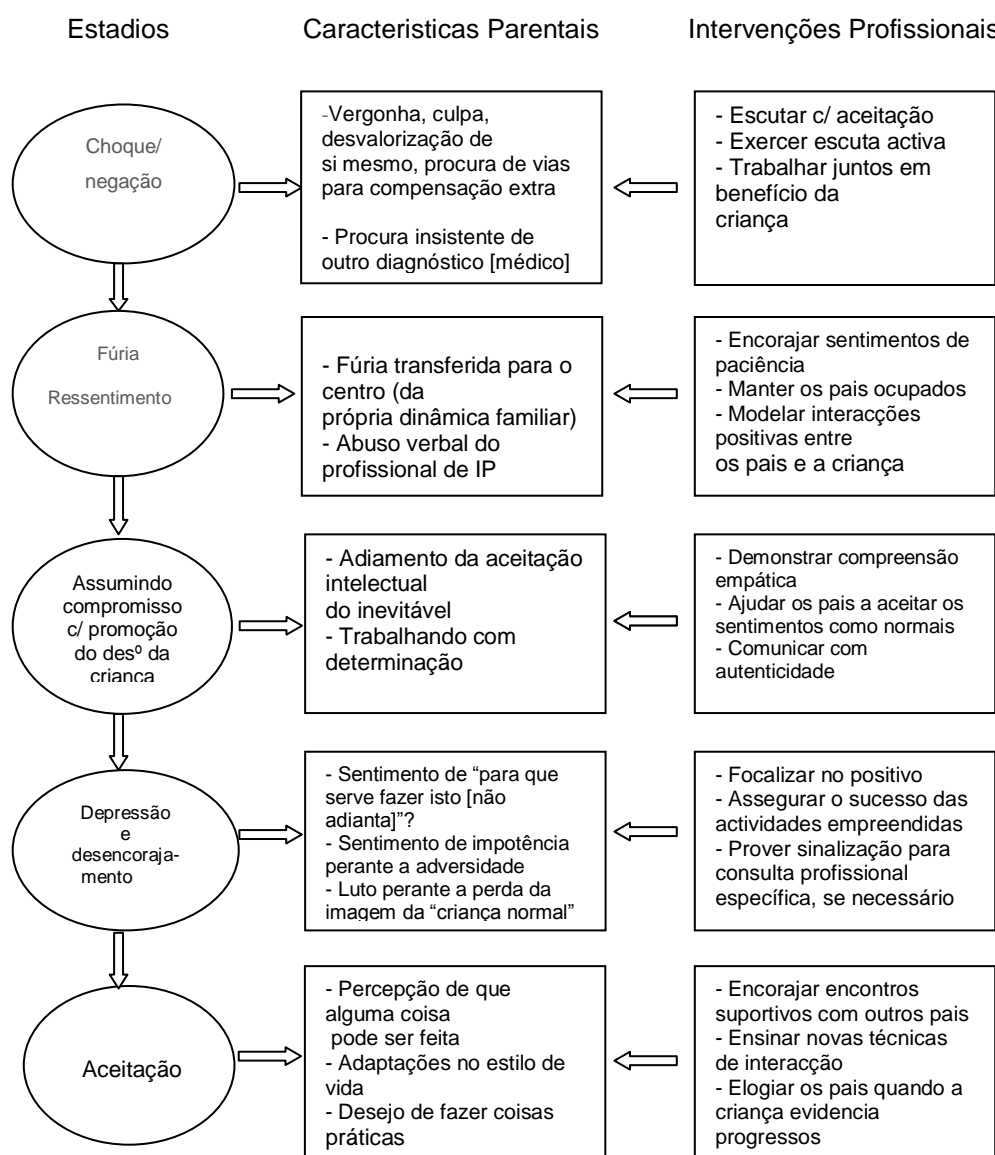 Estadios
Caracteristicas Parentais
Intervenções Profissionais
Choque/
negação
-Vergonha, culpa,
desvalorização de
si mesmo, procura de vias
para compensação extra
- Procura insistente de
outro diagnóstico [médico]
- Escutar c/ aceitação
- Exercer escuta activa
- Trabalhar juntos em
benefício da
criança
Fúria
Ressentimento
- Fúria transferida para o
centro (da
própria dinâmica familiar)
- Abuso verbal do
profissional de IP
- Encorajar sentimentos de
paciência
- Manter os pais ocupados
- Modelar interacções
positivas entre
os pais e a criança
Assumindo
compromisso
c/ promoção
do desº da
criança
- Adiamento da aceitação
intelectual
do inevitável
- Trabalhando com
determinação
- Demonstrar compreensão
empática
- Ajudar os pais a aceitar os
sentimentos como normais
- Comunicar com
autenticidade
Depressão
e
desencoraja-
mento
- Sentimento de “para que
serve fazer isto [não
adianta]”?
- Sentimento de impotência
perante a adversidade
- Luto perante a perda da
imagem da “criança normal”
- Focalizar no positivo
- Assegurar o sucesso das
actividades empreendidas
- Prover sinalização para
consulta profissional
específica, se necessário
Aceitação
- Percepção de que
alguma coisa
pode ser feita
- Adaptações no estilo de
vida
- Desejo de fazer coisas
práticas
- Encorajar encontros
suportivos com outros pais
- Ensinar novas técnicas
de interacção
- Elogiar os pais quando a
criança evidencia
progressos